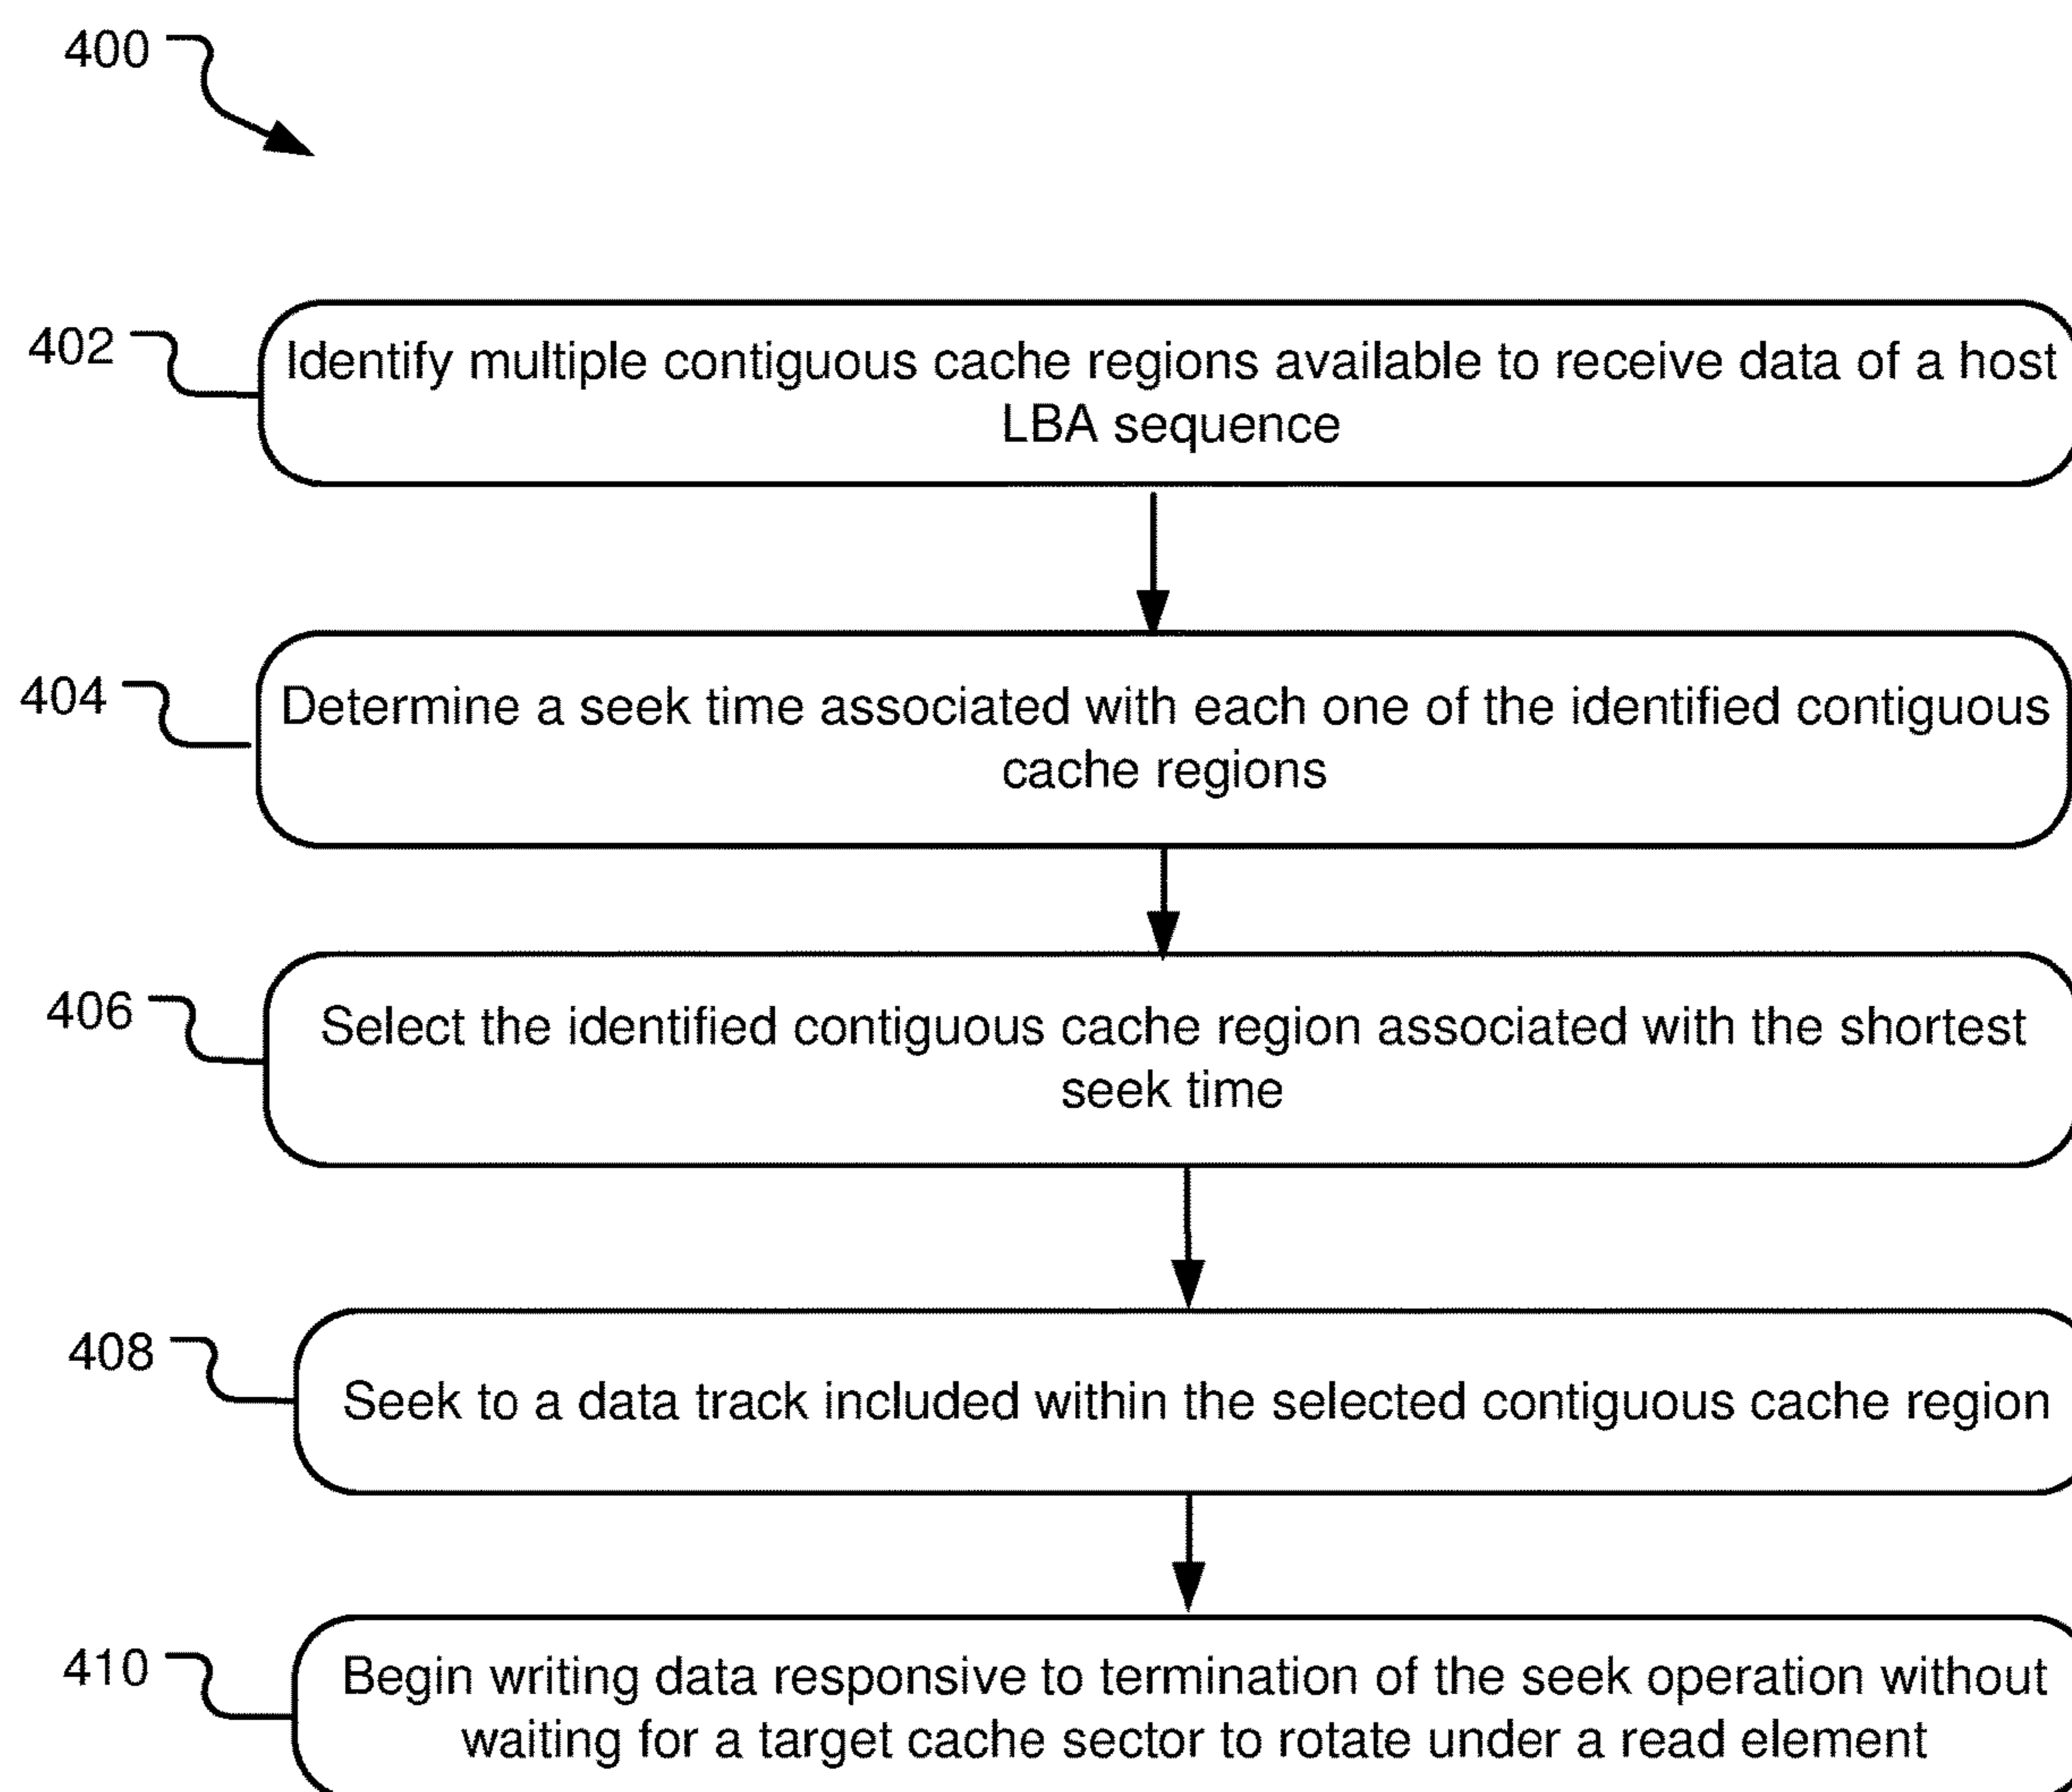 400
402
Identify multiple contiguous cache regions available to receive data of a host
LBA sequence
404
Determine a seek time associated with each one of the identified contiguous
cache regions
406
Select the identified contiguous cache region associated with the shortest
seek time
408
Seek to a data track included within the selected contiguous cache region
410
Begin writing data responsive to termination of the seek operation without
waiting for a target cache sector to rotate under a read element